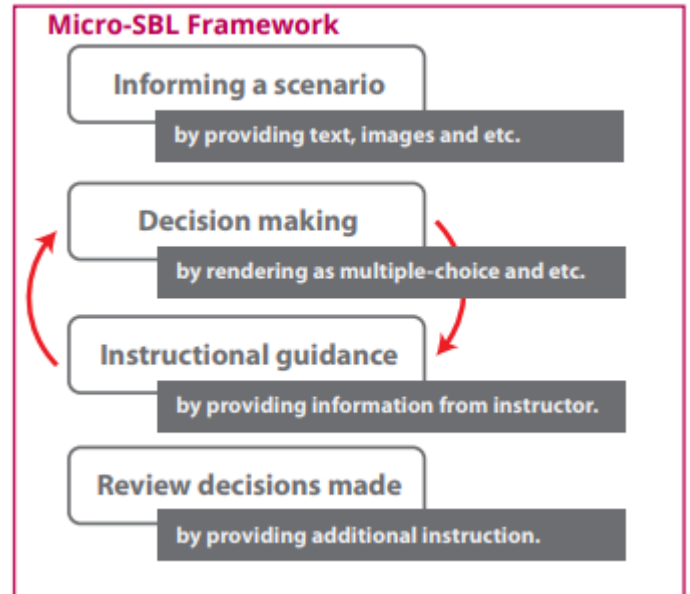 Micro-SBL Framework
Informing a scenario
by providing text, images and etc.
Decision making
by rendering as multiple-choice and etc.
Instructional guidance
by providing information from instructor.
Review decisions made
by providing additional instruction.